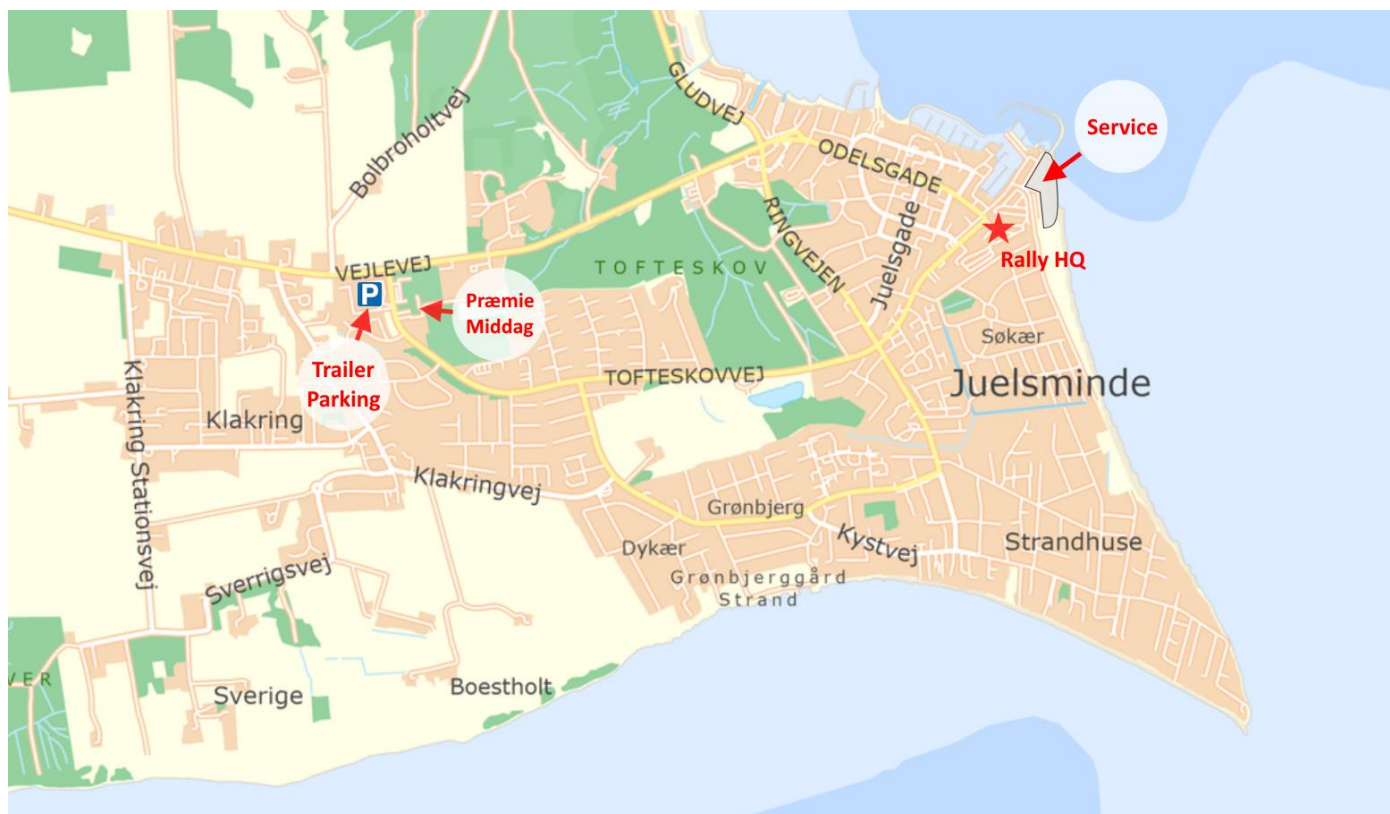 GLUDVEJ
Service
Bolbroholtvej
ODELSGADE
Juelsgade
RINGVEJEN
Rally HQ
VEJLEVEJ
TOFTESKOV
P
Præmie
Middag
Søkær
Trailer
Parking
TOFTESKOVVEJ
Juelsminde
Klakring
Klakring Stationsvej
Klakringvej
Grønbjerg
Kystvej
Strandhuse
Dykær
Sverrigsvej
Grønbjerggård
Strand
VER
Sverige
Boestholt